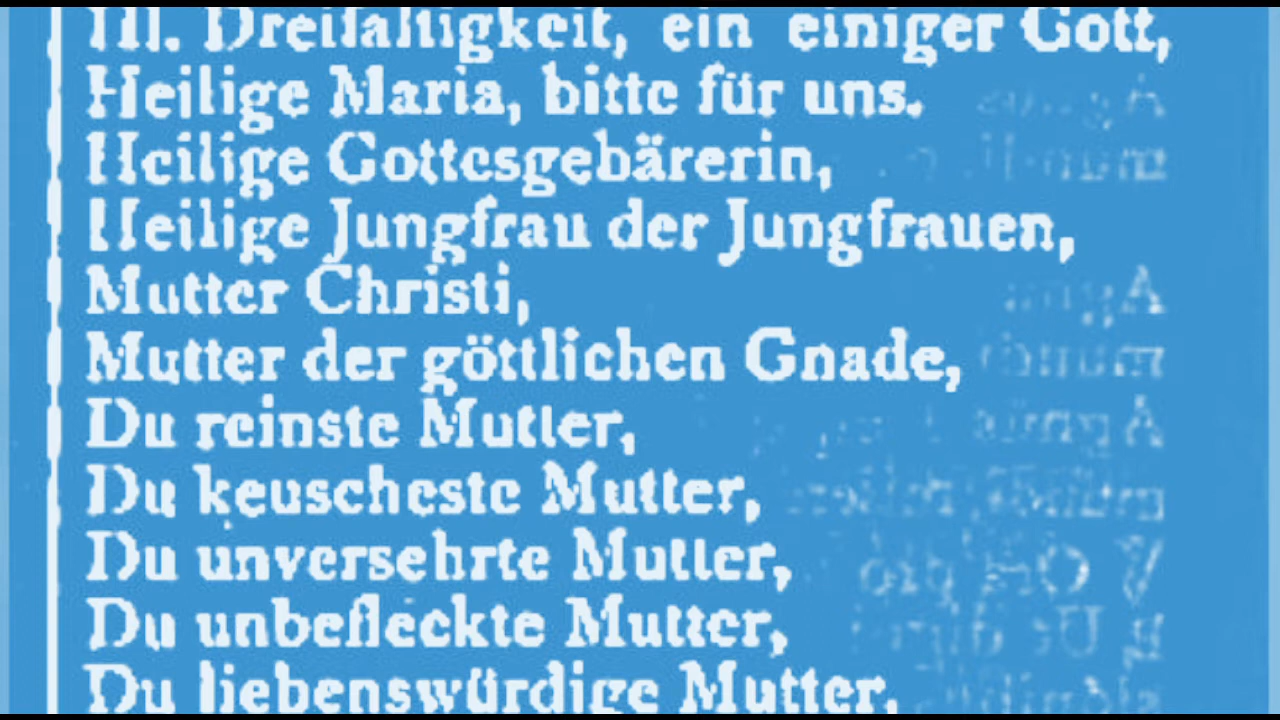 Hl. Dreifaltigkeit, ein einiger Gott,
Heilige Maria, bitte für uns.
Heilige Gottesgebärerin,
Heilige Jungfrau der Jungfrauen,
Mutter Christi,
Mutter der göttlichen Gnade,
Du reinste Mutter,
Du keuscheste Mutter,
Du unversehrte Mutter,
Du unbefleckte Mutter,
Du liebenswürdige Mutter,